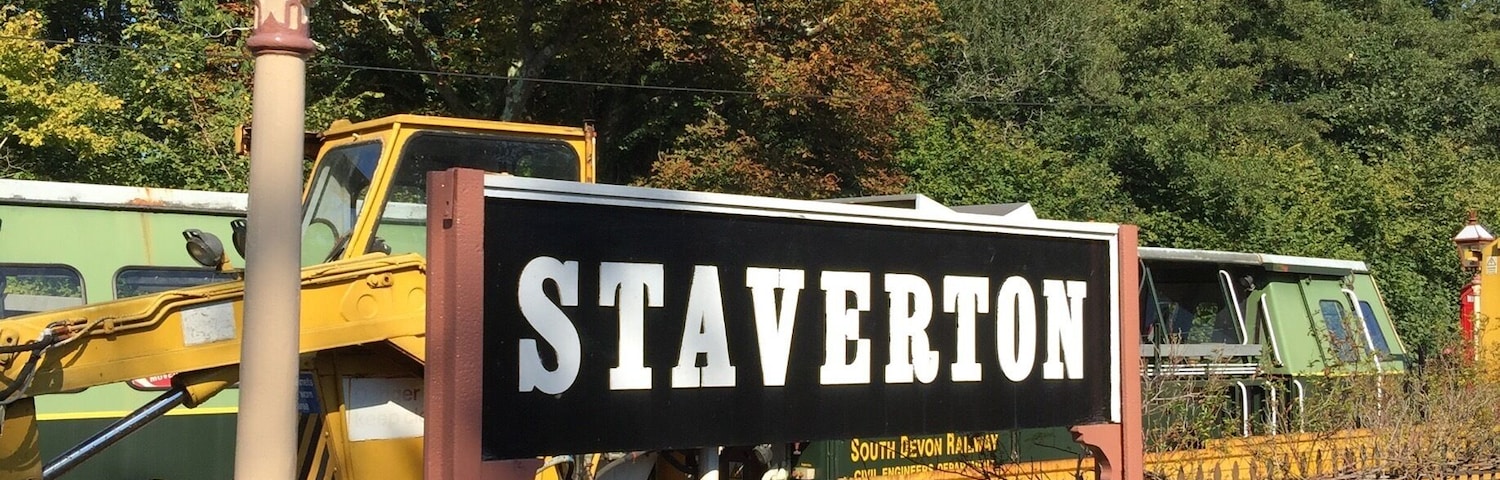 STAVERTON
SOUTH DEVON RAILWAY
CIVIL ENGINEERS DEPARTMENT